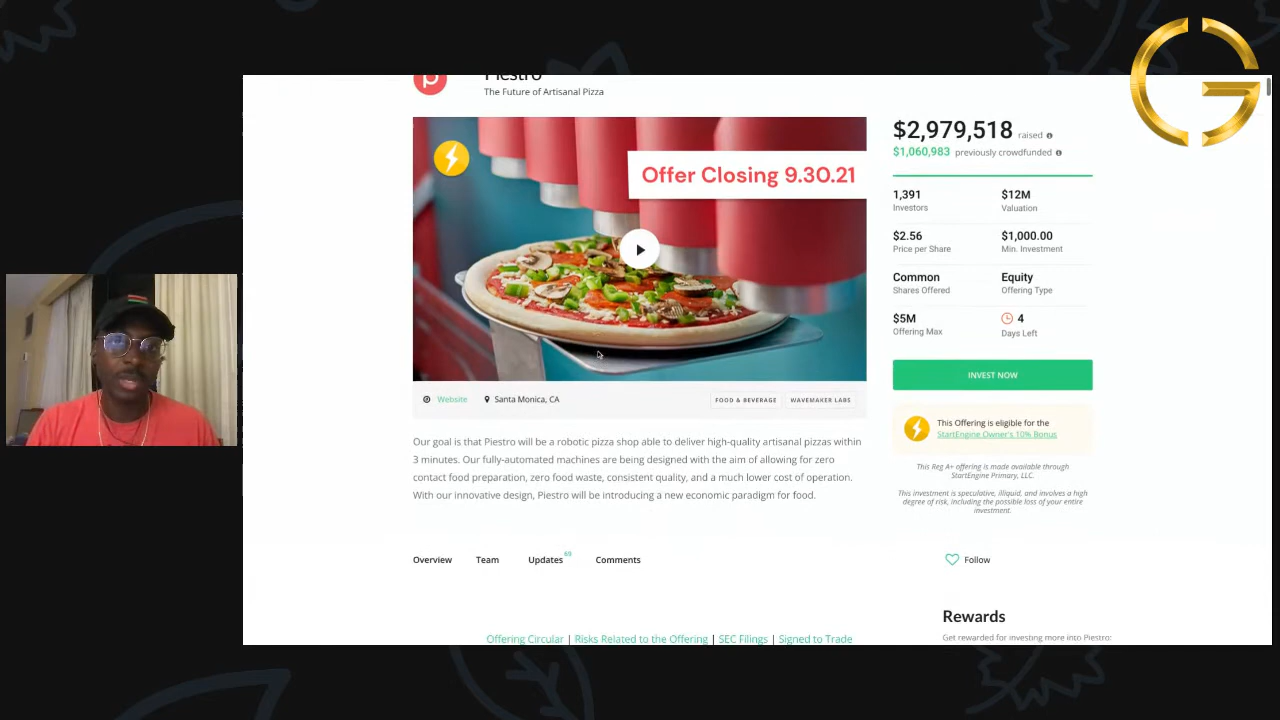 Piestro
The Future of Artisanal Pizza
Offer Closing 9.30.21
Website
Santa Monica, CA
FOOD & BEVERAGE
WAVEMAKER LABS
Our goal is that Piestro will be a robotic pizza shop able to deliver high-quality artisanal pizzas within
3 minutes. Our fully-automated machines are being designed with the aim of allowing for zero
contact food preparation, zero food waste, consistent quality, and a much lower cost of operation.
With our innovative design, Piestro will be introducing a new economic paradigm for food.
$2,979,518 raised
$1,060,983 previously crowdfunded
1,391
Investors
$12M
Valuation
$2.56
Price per Share
$1,000.00
Min. Investment
Common
Shares Offered
Equity
Offering Type
$5M
Offering Max
4
Days Left
INVEST NOW
This Offering is eligible for the
StartEngine Owner's 10% Bonus
This Reg A+ offering is made available through
StartEngine Primary, LLC.
This investment is speculative, illiquid, and involves a high
degree of risk, including the possible loss of your entire
investment.
Overview Team Updates 69 Comments
Follow
Offering Circular | Risks Related to the Offering | SEC Filings | Signed to Trade
Rewards
Get rewarded for investing more into Piestro: